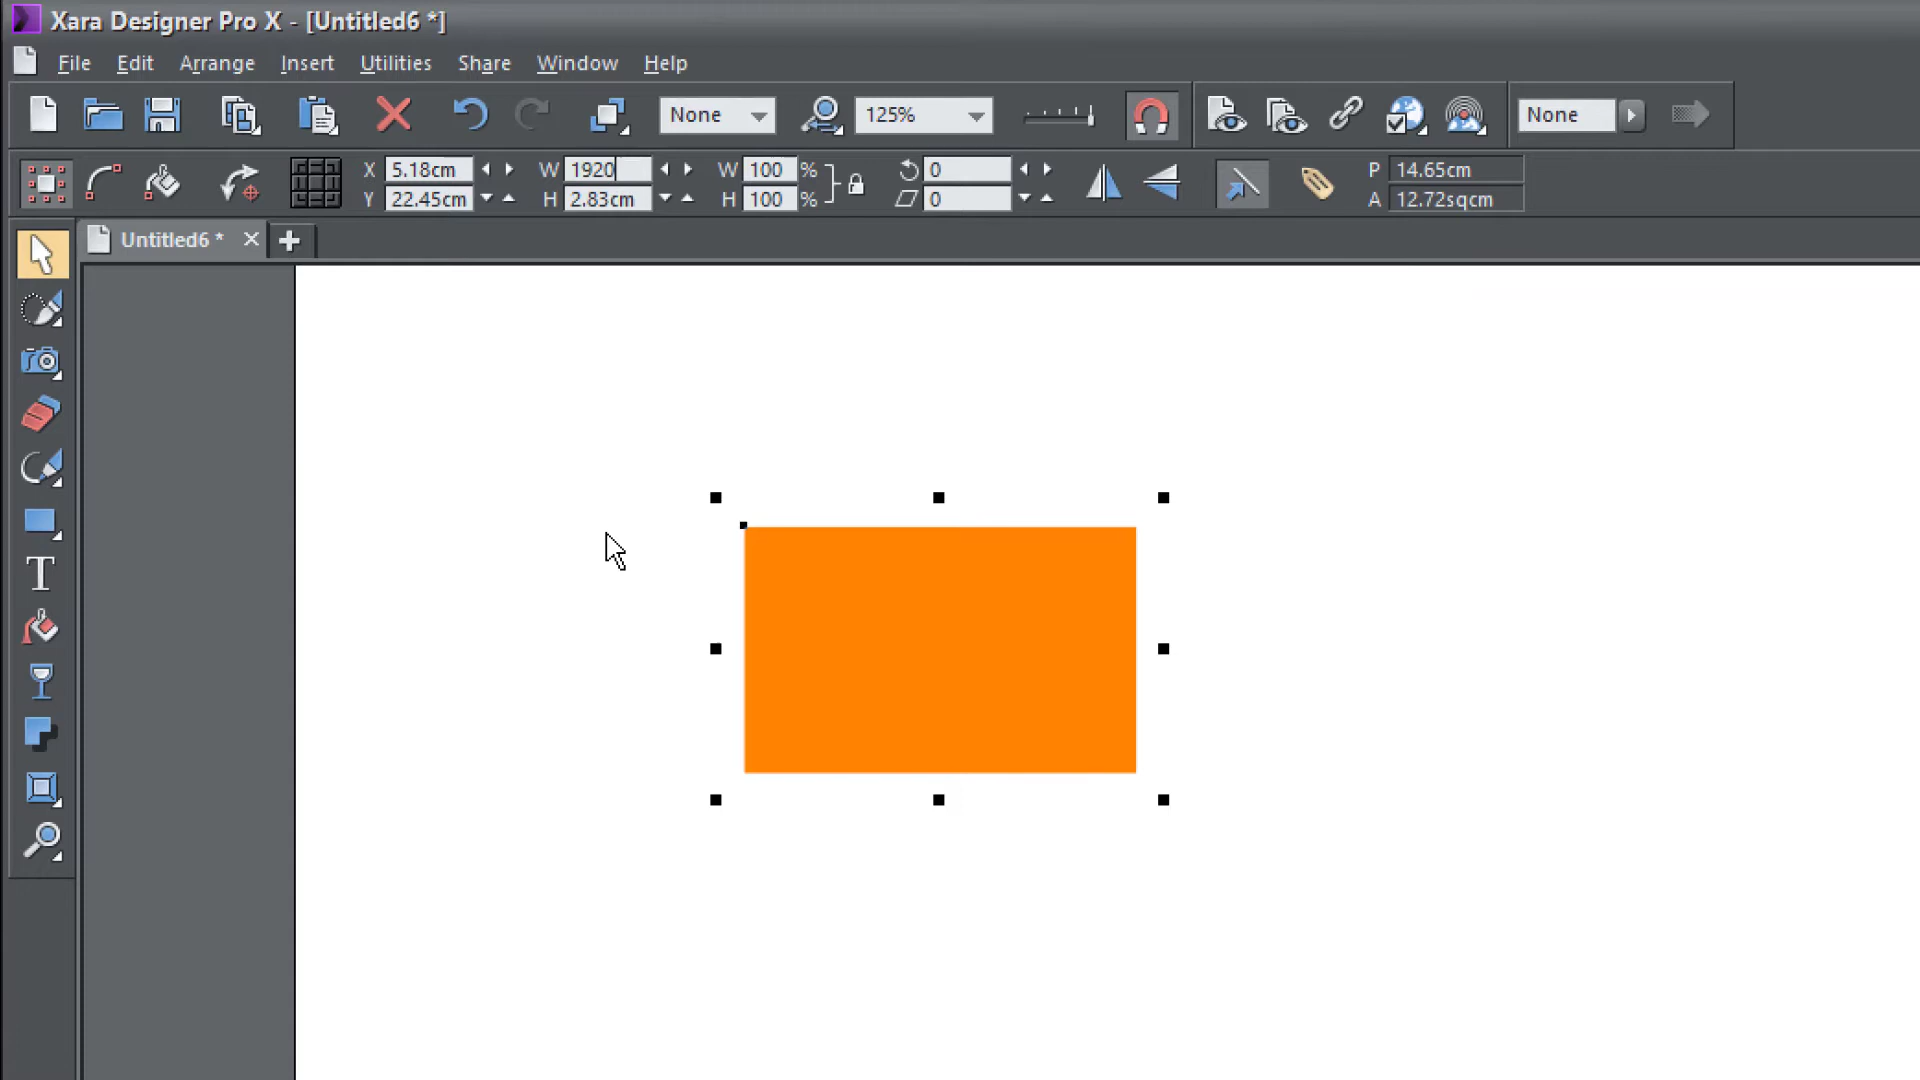 Xara Designer Pro X - [Untitled6 *]
File Edit Arrange Insert Utilities Share Window Help
None 125% None
X 5.18cm W 1920 W 100 % 0 P 14.65cm
Y 22.45cm H 2.83cm H 100 % 0 A 12.72sqcm
Untitled6 *
T